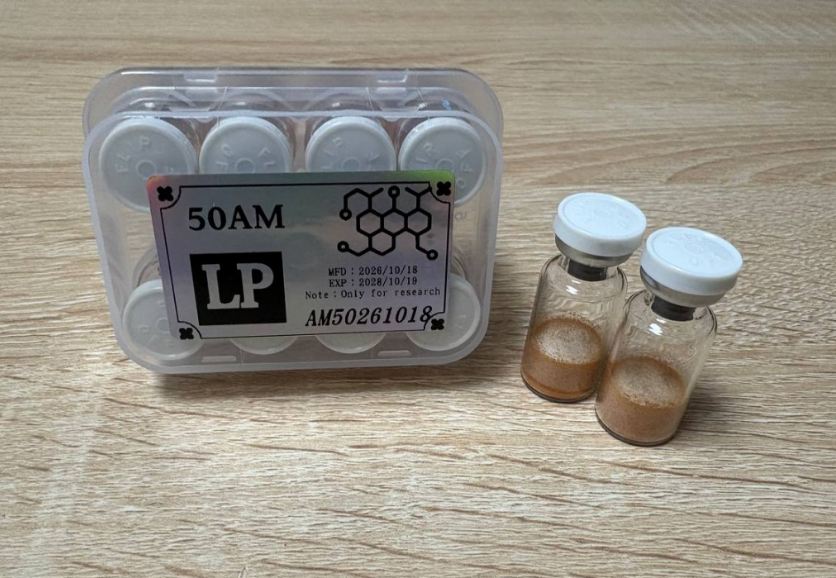 50AM
LP
MFD：2026/10/18
EXP：2028/10/19
Note：Only for research
AM50261018